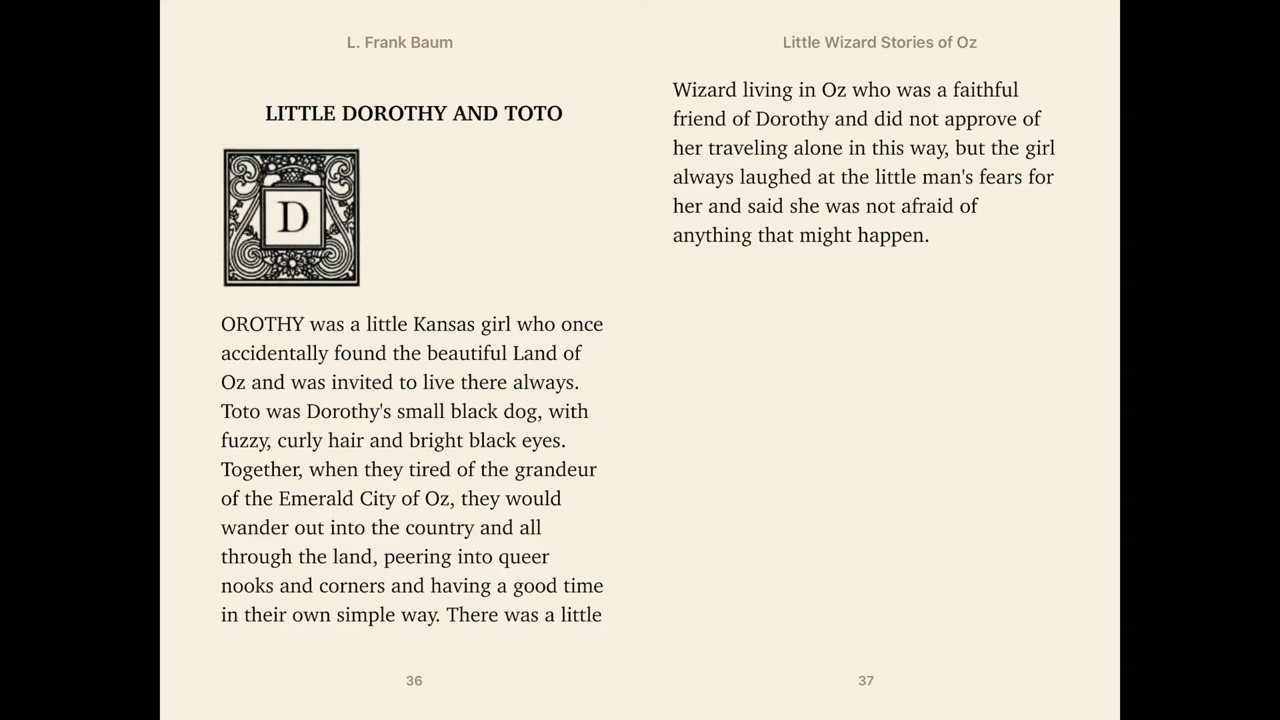 L. Frank Baum
LITTLE DOROTHY AND TOTO
D
OROTHY was a little Kansas girl who once
accidentally found the beautiful Land of
Oz and was invited to live there always.
Toto was Dorothy's small black dog, with
fuzzy, curly hair and bright black eyes.
Together, when they tired of the grandeur
of the Emerald City of Oz, they would
wander out into the country and all
through the land, peering into queer
nooks and corners and having a good time
in their own simple way. There was a little
36
Little Wizard Stories of Oz
Wizard living in Oz who was a faithful
friend of Dorothy and did not approve of
her traveling alone in this way, but the girl
always laughed at the little man's fears for
her and said she was not afraid of
anything that might happen.
37